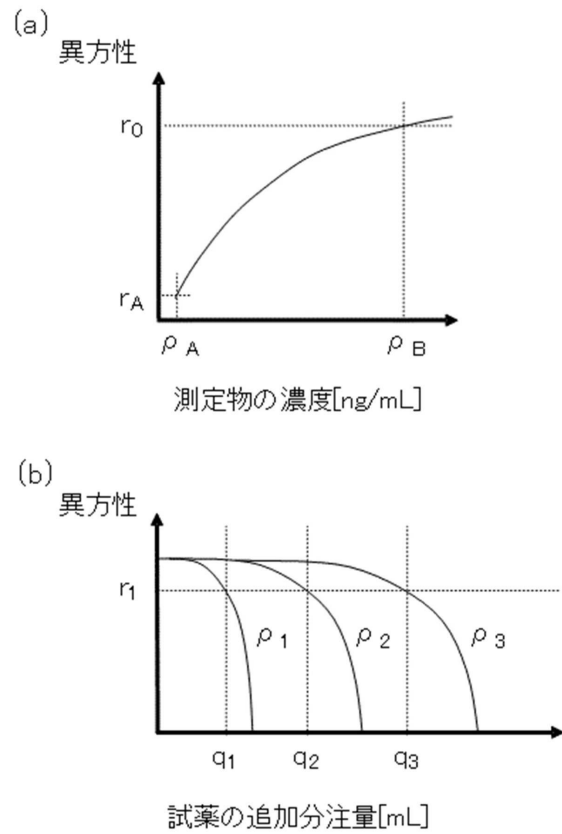 (a)
異方性
r0
rA
ρA
ρB
測定物の濃度[ng/mL]
(b)
異方性
r1
ρ1
ρ2
ρ3
q1
q2
q3
試薬の追加分注量[mL]